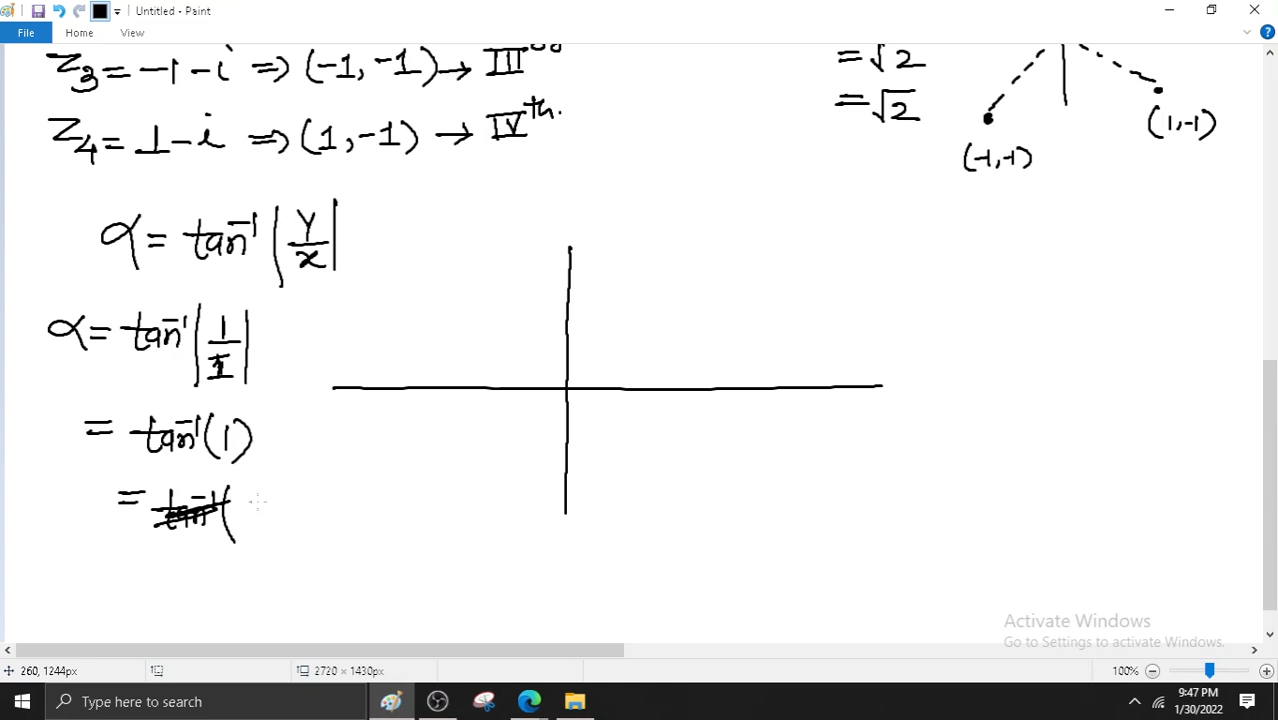 Untitled - Paint
File Home View
Z3 = -1 - i ⇒ (-1, -1) → III
Z4 = 1 - i ⇒ (1, -1) → IVth.
= √2
= √2
(1, -1)
(-1, -1)
α = tan⁻¹ |y/x|
α = tan⁻¹ |1/1|
= tan⁻¹(1)
= tan⁻¹(
Activate Windows
Go to Settings to activate Windows.
260, 1244px
2720 × 1430px
100%
Type here to search
9:47 PM
1/30/2022